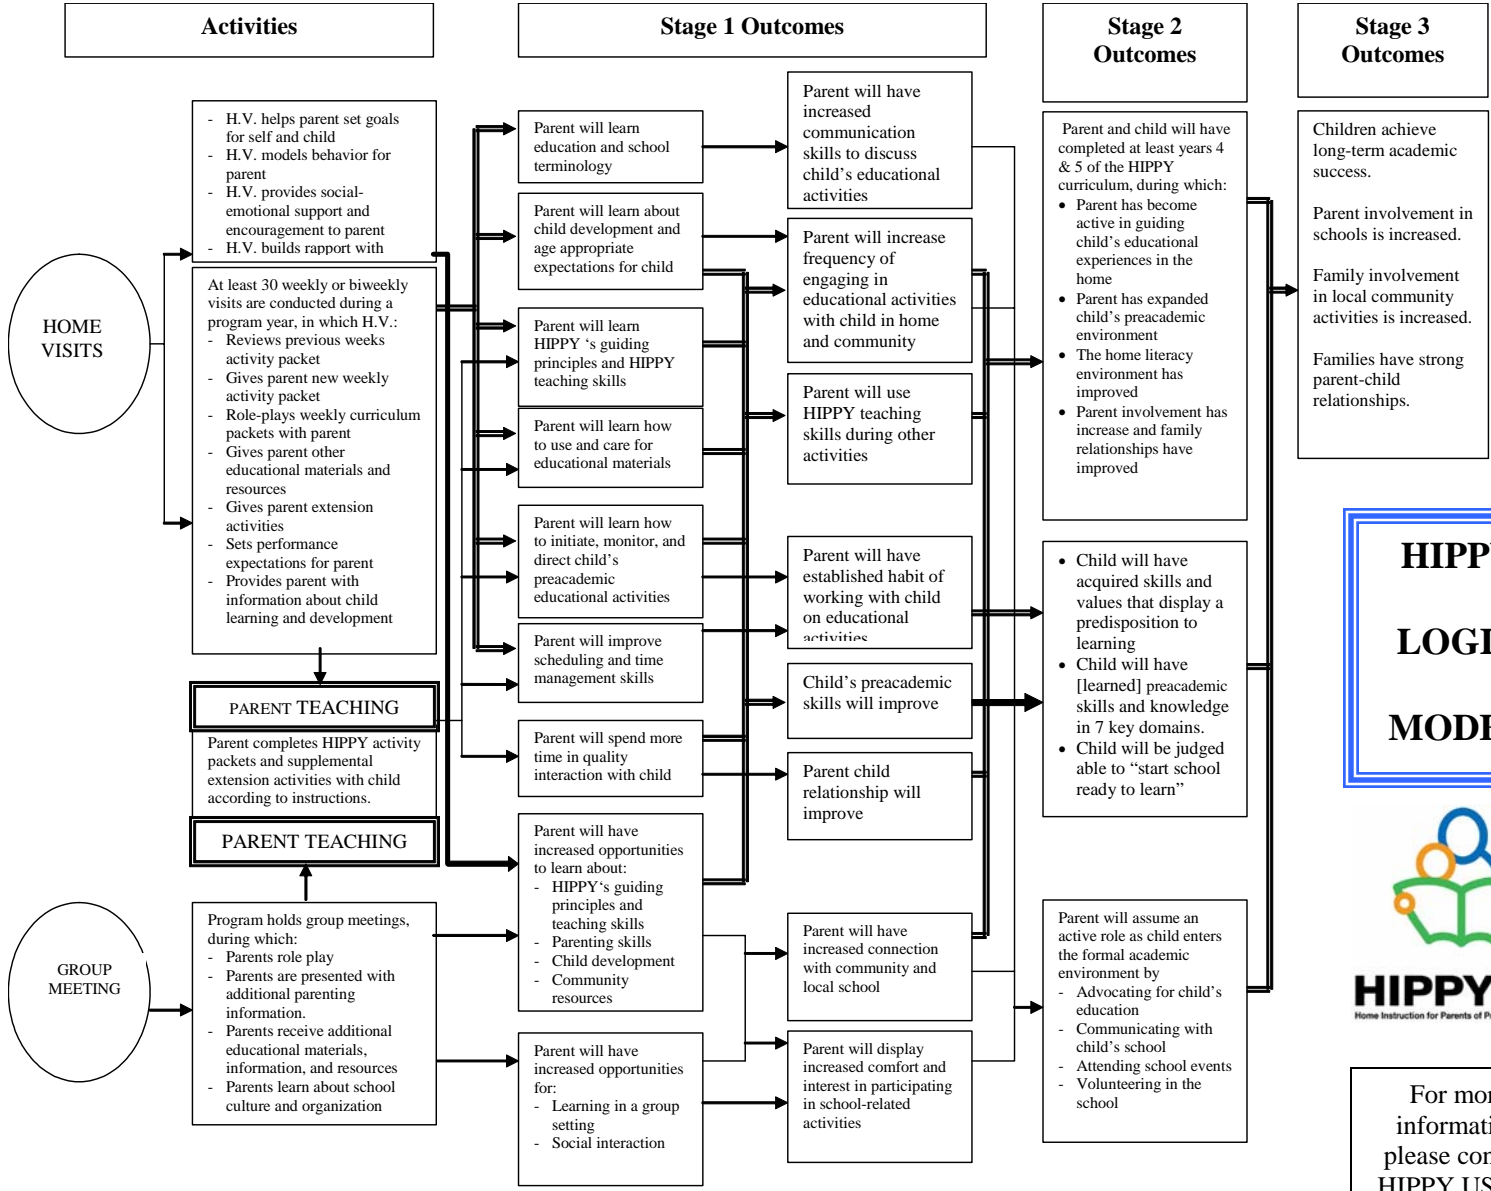 Activities
Stage 1 Outcomes
Stage 2
Outcomes
Stage 3
Outcomes
HOME
VISITS
- H.V. helps parent set goals
for self and child
- H.V. models behavior for
parent
- H.V. provides social-
emotional support and
encouragement to parent
- H.V. builds rapport with
At least 30 weekly or biweekly
visits are conducted during a
program year, in which H.V.:
- Reviews previous weeks
activity packet
- Gives parent new weekly
activity packet
- Role-plays weekly curriculum
packets with parent
- Gives parent other
educational materials and
resources
- Gives parent extension
activities
- Sets performance
expectations for parent
- Provides parent with
information about child
learning and development
PARENT TEACHING
Parent completes HIPPY activity
packets and supplemental
extension activities with child
according to instructions.
PARENT TEACHING
GROUP
MEETING
Program holds group meetings,
during which:
- Parents role play
- Parents are presented with
additional parenting
information.
- Parents receive additional
educational materials,
information, and resources
- Parents learn about school
culture and organization
Parent will learn
education and school
terminology
Parent will learn about
child development and
age appropriate
expectations for child
Parent will learn
HIPPY ‘s guiding
principles and HIPPY
teaching skills
Parent will learn how
to use and care for
educational materials
Parent will learn how
to initiate, monitor, and
direct child’s
preacademic
educational activities
Parent will improve
scheduling and time
management skills
Parent will spend more
time in quality
interaction with child
Parent will have
increased opportunities
to learn about:
- HIPPY‘s guiding
principles and
teaching skills
- Parenting skills
- Child development
- Community
resources
Parent will have
increased opportunities
for:
- Learning in a group
setting
- Social interaction
Parent will have
increased
communication
skills to discuss
child’s educational
activities
Parent will increase
frequency of
engaging in
educational activities
with child in home
and community
Parent will use
HIPPY teaching
skills during other
activities
Parent will have
established habit of
working with child
on educational
activities
Child’s preacademic
skills will improve
Parent child
relationship will
improve
Parent will have
increased connection
with community and
local school
Parent will display
increased comfort and
interest in participating
in school-related
activities
Parent and child will have
completed at least years 4
& 5 of the HIPPY
curriculum, during which:
• Parent has become
active in guiding
child’s educational
experiences in the
home
• Parent has expanded
child’s preacademic
environment
• The home literacy
environment has
improved
• Parent involvement has
increase and family
relationships have
improved
• Child will have
acquired skills and
values that display a
predisposition to
learning
• Child will have
[learned] preacademic
skills and knowledge
in 7 key domains.
• Child will be judged
able to “start school
ready to learn”
Parent will assume an
active role as child enters
the formal academic
environment by
- Advocating for child’s
education
- Communicating with
child’s school
- Attending school events
- Volunteering in the
school
Children achieve
long-term academic
success.
Parent involvement in
schools is increased.
Family involvement
in local community
activities is increased.
Families have strong
parent-child
relationships.
HIPPY
LOGI
MODE
HIPPY
Home Instruction for Parents of P
For mor
informati
please con
HIPPY US